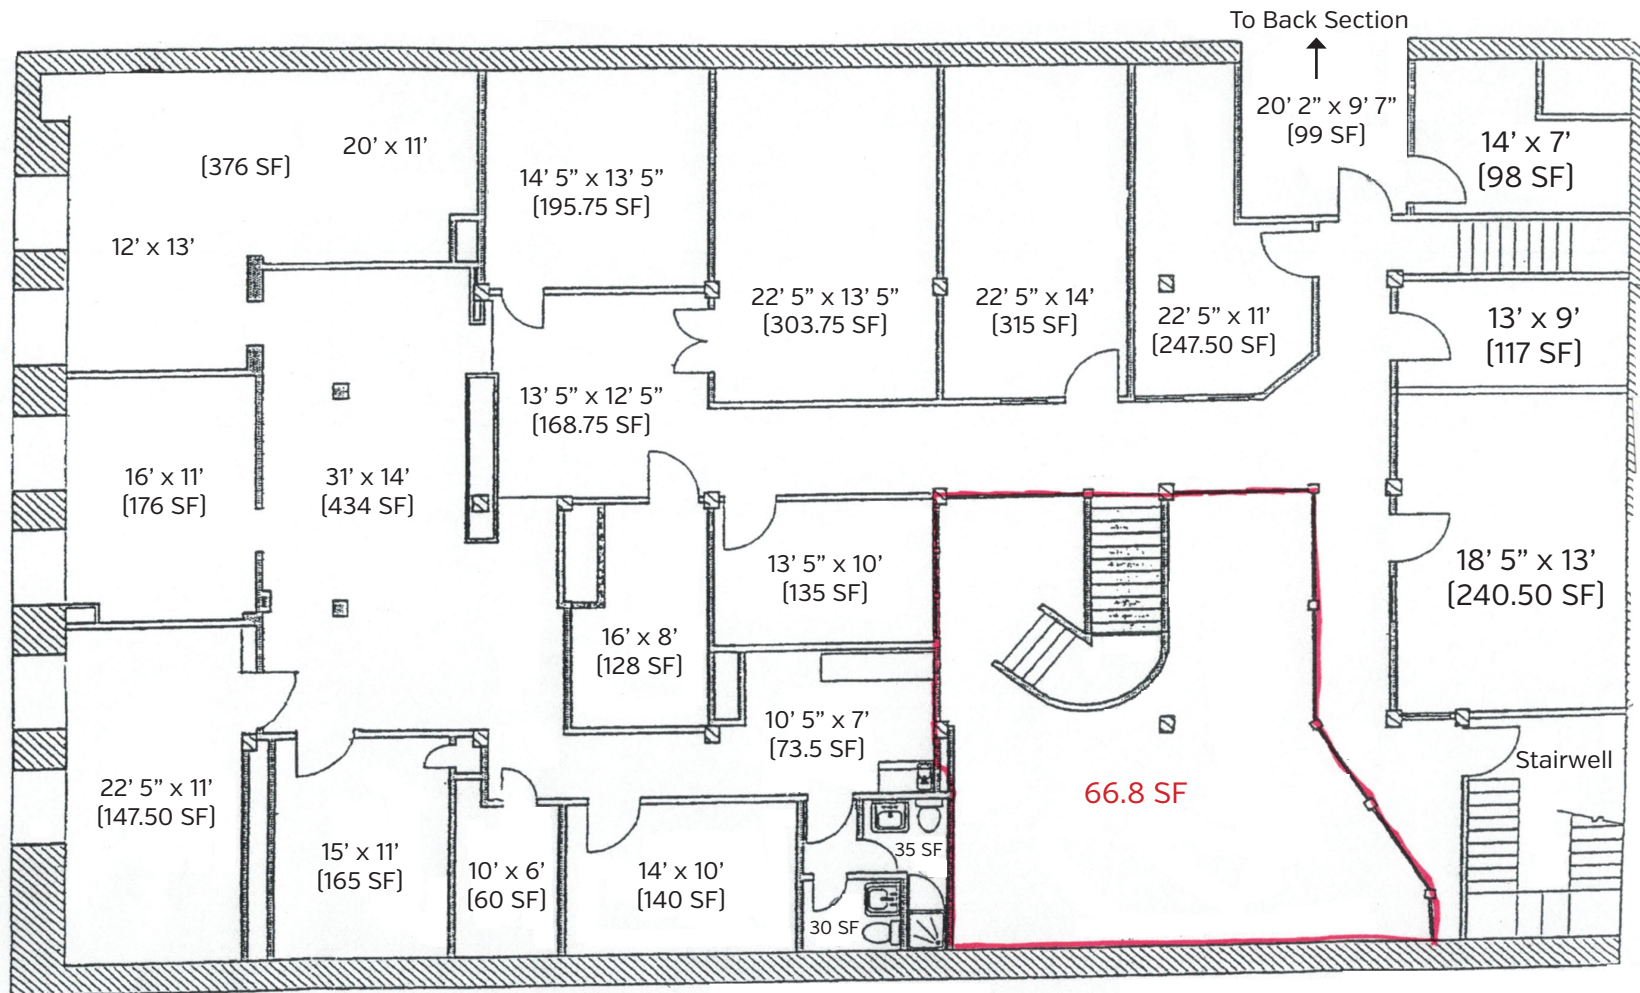 To Back Section
20’ 2” x 9’ 7”
(99 SF)
14’ x 7’
(98 SF)
20’ x 11’
(376 SF)
12’ x 13’
14’ 5” x 13’ 5”
(195.75 SF)
22’ 5” x 13’ 5”
(303.75 SF)
22’ 5” x 14’
(315 SF)
22’ 5” x 11’
(247.50 SF)
13’ x 9’
(117 SF)
13’ 5” x 12’ 5”
(168.75 SF)
16’ x 11’
(176 SF)
31’ x 14’
(434 SF)
13’ 5” x 10’
(135 SF)
18’ 5” x 13’
(240.50 SF)
16’ x 8’
(128 SF)
10’ 5” x 7’
(73.5 SF)
Stairwell
22’ 5” x 11’
(147.50 SF)
66.8 SF
15’ x 11’
(165 SF)
10’ x 6’
(60 SF)
14’ x 10’
(140 SF)
35 SF
30 SF